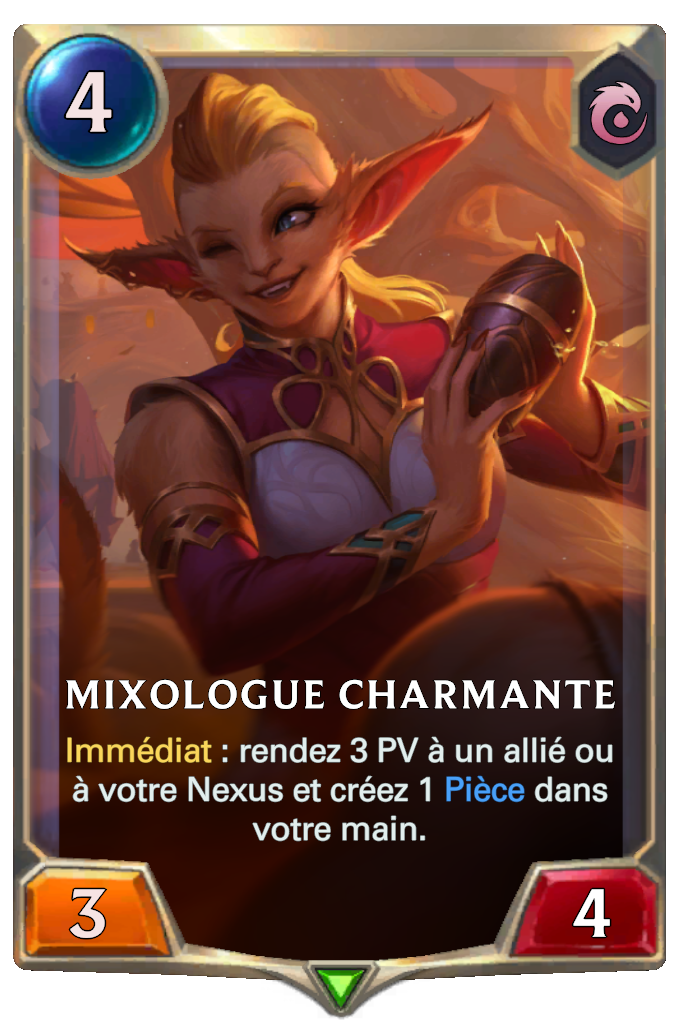 4
MIXOLOGUE CHARMANTE
Immédiat : rendez 3 PV à un allié ou
à votre Nexus et créez 1 Pièce dans
votre main.
3
4